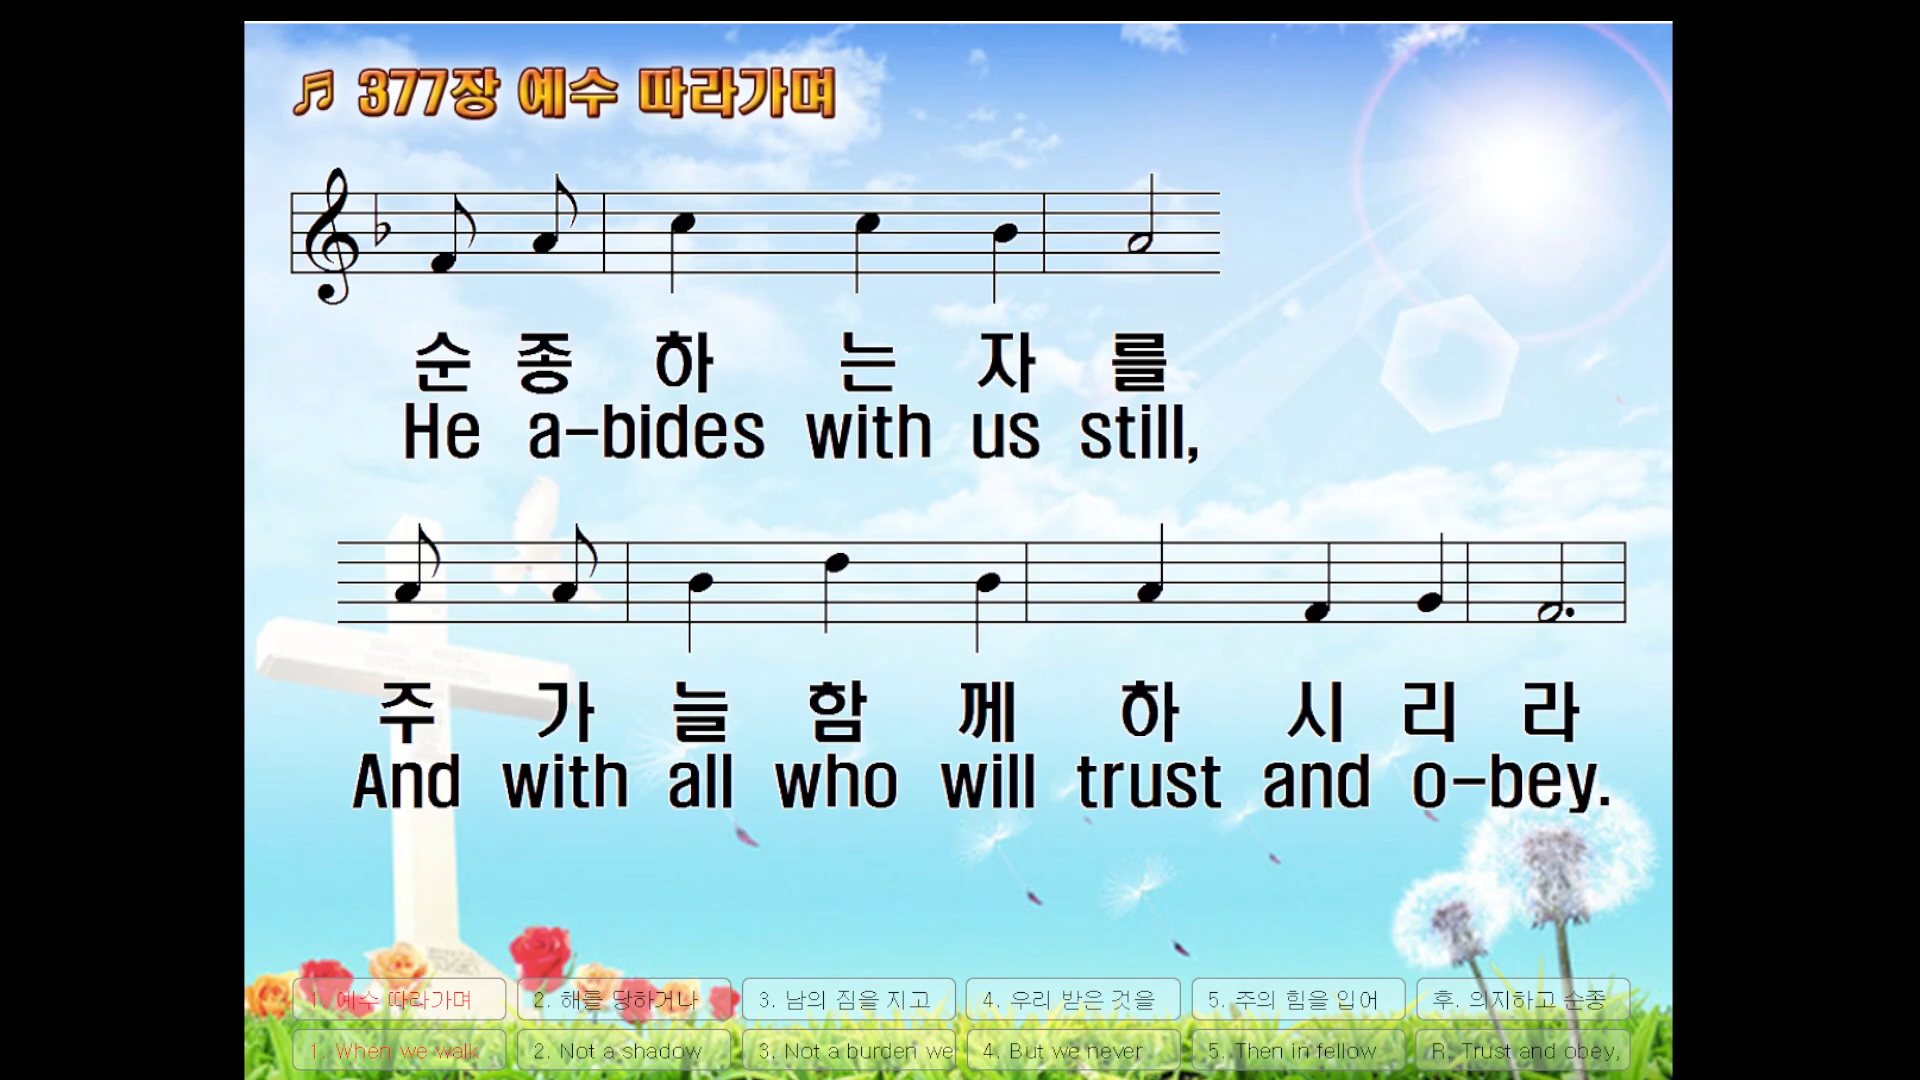 ♬ 377장 예수 따라가며
순 종 하 는 자 를
He a-bides with us still,
주 가 늘 함 께 하 시 리 라
And with all who will trust and o-bey.
1. 예수 따라가며 2. 해를 당하거나 3. 남의 짐을 지고 4. 우리 받은 것을 5. 주의 힘을 입어 후. 의지하고 순종
1. When we walk 2. Not a shadow 3. Not a burden we 4. But we never 5. Then in fellow R. Trust and obey,